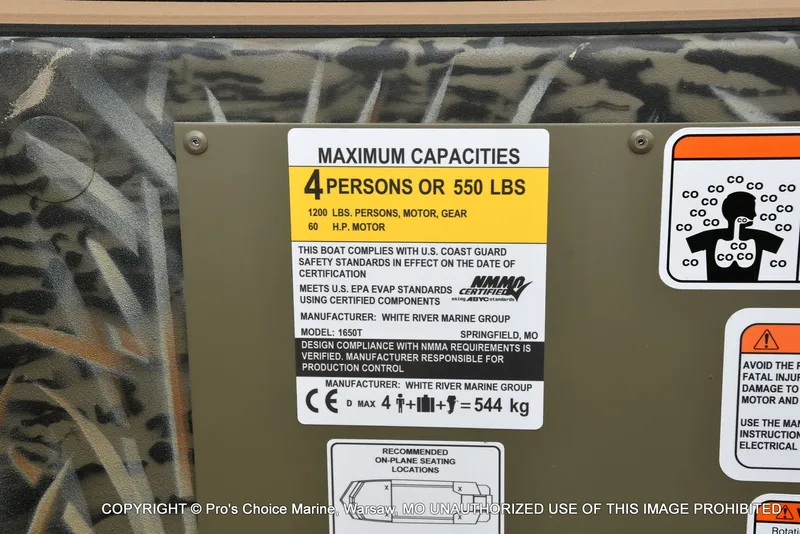 MAXIMUM CAPACITIES
4 PERSONS OR 550 LBS
1200 LBS. PERSONS, MOTOR, GEAR
60 H.P. MOTOR
THIS BOAT COMPLIES WITH U.S. COAST GUARD
SAFETY STANDARDS IN EFFECT ON THE DATE OF
CERTIFICATION
MEETS U.S. EPA EVAP STANDARDS
USING CERTIFIED COMPONENTS
NMMA
CERTIFIED
using ABYC standards
MANUFACTURER: WHITE RIVER MARINE GROUP
MODEL: 1650T SPRINGFIELD, MO
DESIGN COMPLIANCE WITH NMMA REQUIREMENTS IS
VERIFIED. MANUFACTURER RESPONSIBLE FOR
PRODUCTION CONTROL
MANUFACTURER: WHITE RIVER MARINE GROUP
CE D MAX 4 + + = 544 kg
RECOMMENDED
ON-PLANE SEATING
LOCATIONS
X
X
CO CO CO
CO CO
CO CO
CO CO
CO
CO CO
CO
AVOID THE
FATAL INJUR
DAMAGE TO
MOTOR AND
USE THE MAN
INSTRUCTION
ELECTRICAL
Rotati
COPYRIGHT © Pro's Choice Marine, Warsaw, MO UNAUTHORIZED USE OF THIS IMAGE PROHIBITED.